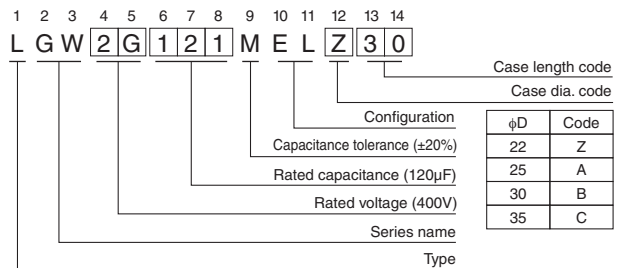 1 2 3 4 5 6 7 8 9 10 11 12 13 14
L G W 2 G 1 2 1 M E L Z 3 0
Case length code
Case dia. code
Configuration
Capacitance tolerance (±20%)
Rated capacitance (120µF)
Rated voltage (400V)
Series name
Type
ϕD Code
22 Z
25 A
30 B
35 C